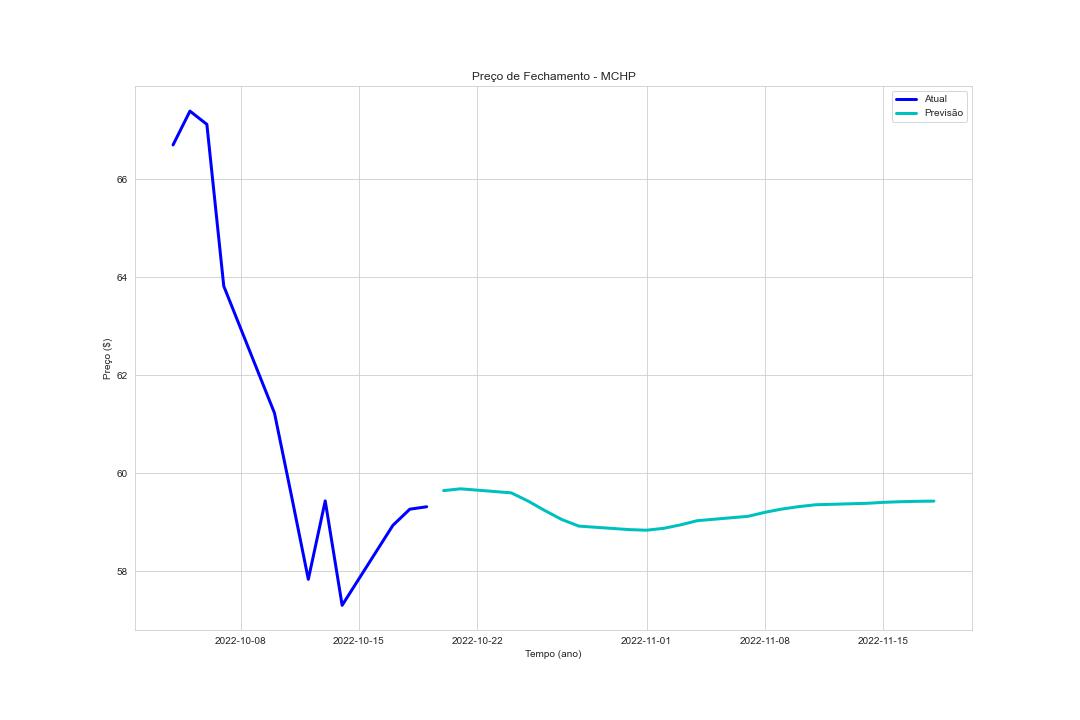 Preço de Fechamento - MCHP
Atual
Previsão
66
64
62
60
58
Preço ($)
2022-10-08
2022-10-15
2022-10-22
2022-11-01
2022-11-08
2022-11-15
Tempo (ano)